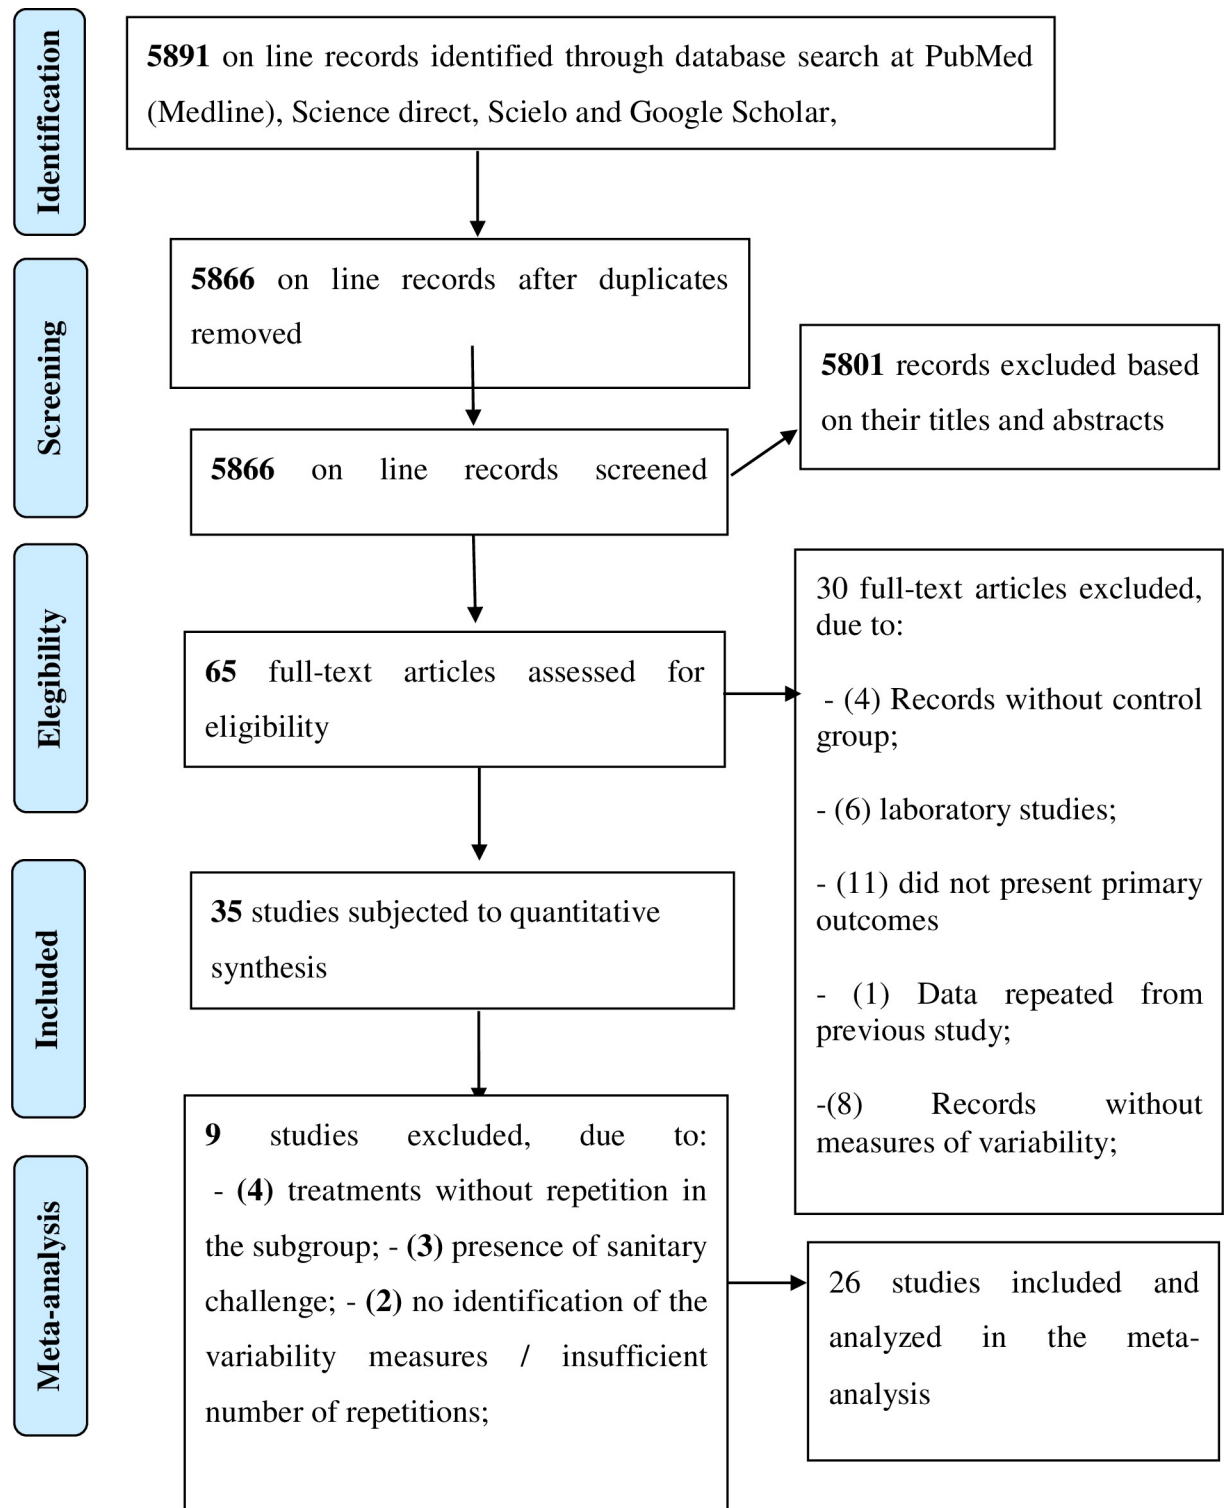 Identification
5891 on line records identified through database search at PubMed
(Medline), Science direct, Scielo and Google Scholar,
Screening
5866 on line records after duplicates
removed
5801 records excluded based
on their titles and abstracts
5866 on line records screened
Elegibility
65 full-text articles assessed for
eligibility
30 full-text articles excluded,
due to:
- (4) Records without control
group;
- (6) laboratory studies;
- (11) did not present primary
outcomes
- (1) Data repeated from
previous study;
-(8) Records without
measures of variability;
Included
35 studies subjected to quantitative
synthesis
Meta-analysis
9 studies excluded, due to:
- (4) treatments without repetition in
the subgroup; - (3) presence of sanitary
challenge; - (2) no identification of the
variability measures / insufficient
number of repetitions;
26 studies included and
analyzed in the meta-
analysis